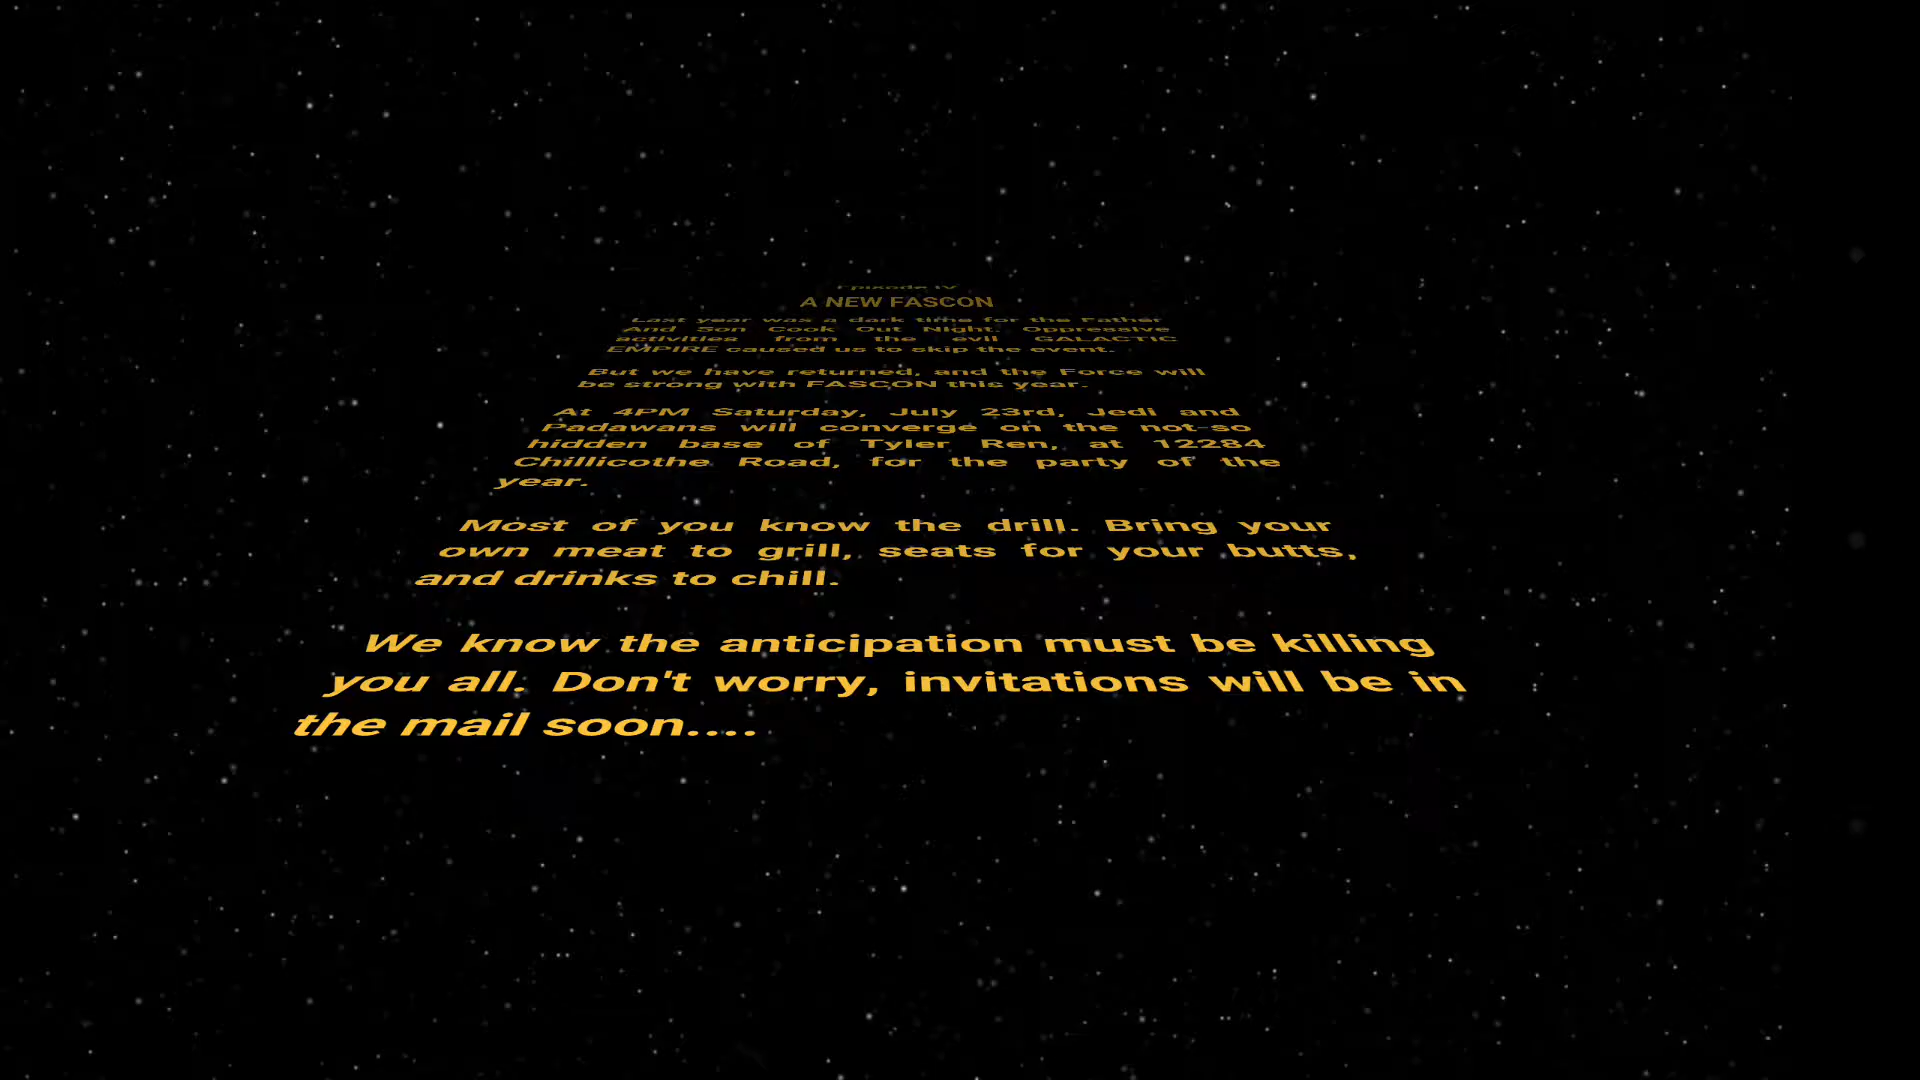 Episode IV
A NEW FASCON
Last year was a dark time for the Father
And Son Cook Out Night. Oppressive
activities from the evil GALACTIC
EMPIRE caused us to skip the event.
But we have returned, and the Force will
be strong with FASCON this year.
At 4PM Saturday, July 23rd, Jedi and
Padawans will converge on the not-so
hidden base of Tyler Ren, at 12284
Chillicothe Road, for the party of the
year.
Most of you know the drill. Bring your
own meat to grill, seats for your butts,
and drinks to chill.
We know the anticipation must be killing
you all. Don't worry, invitations will be in
the mail soon....